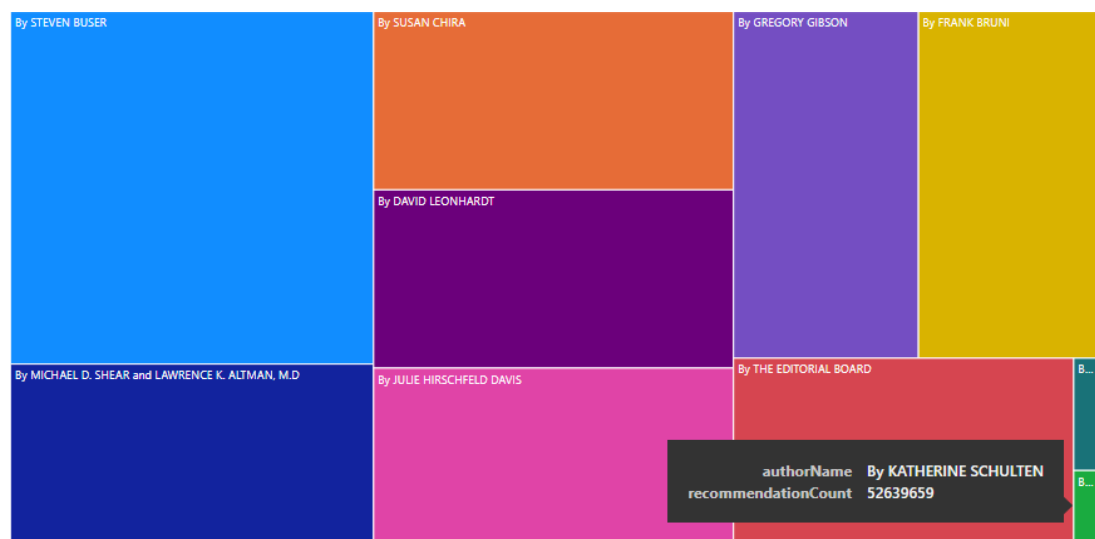 By STEVEN BUSER
By SUSAN CHIRA
By GREGORY GIBSON
By FRANK BRUNI
By DAVID LEONHARDT
By MICHAEL D. SHEAR and LAWRENCE K. ALTMAN, M.D
By JULIE HIRSCHFELD DAVIS
By THE EDITORIAL BOARD
B...
authorName By KATHERINE SCHULTEN
recommendationCount 52639659
B...